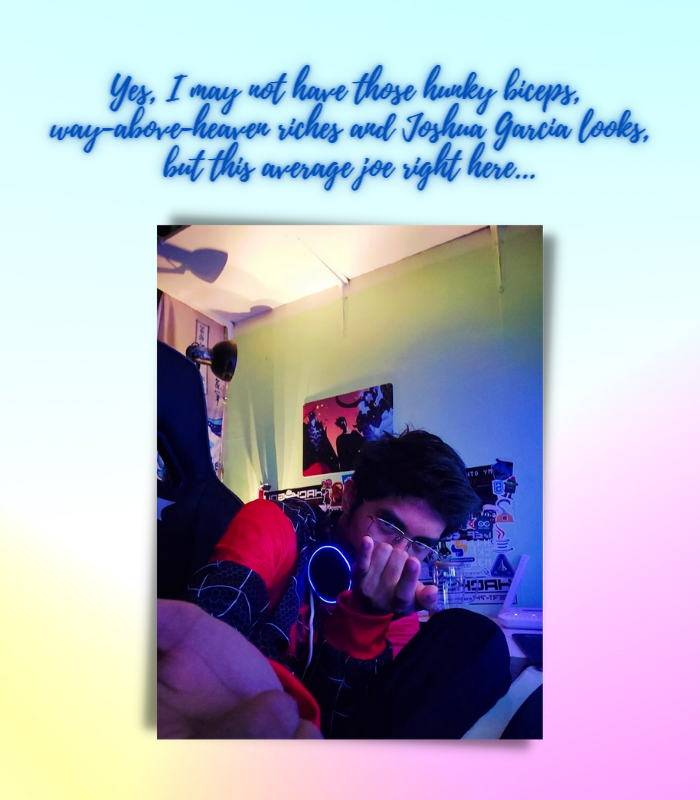 Yes, I may not have those hunky biceps,
way-above-heaven riches and Joshua Garcia looks,
but this average joe right here...